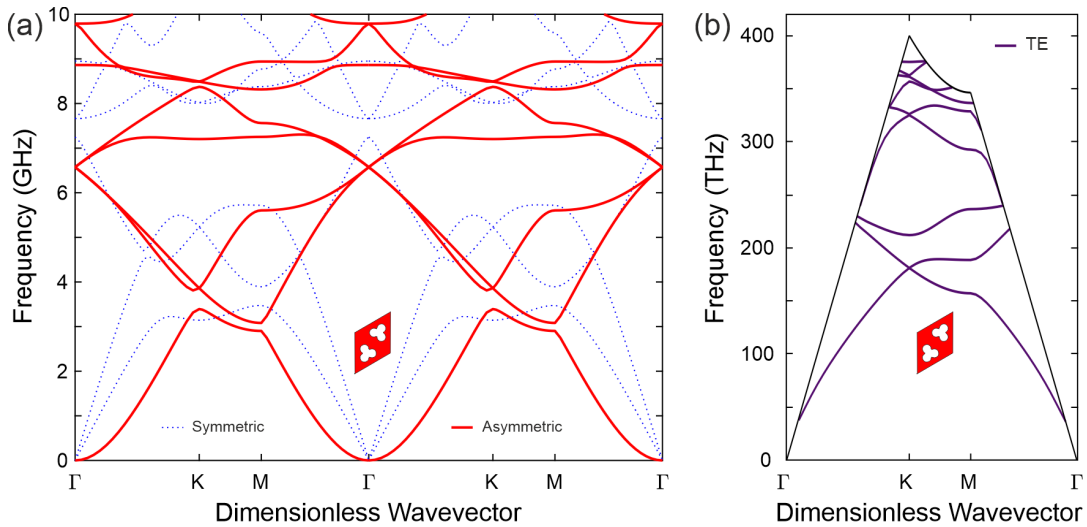 (a)
10
8
6
4
2
0
Frequency (GHz)
Symmetric
Asymmetric
Γ K M Γ K M Γ
Dimensionless Wavevector
(b)
400
300
200
100
0
Frequency (THz)
TE
Γ K M Γ
Dimensionless Wavevector